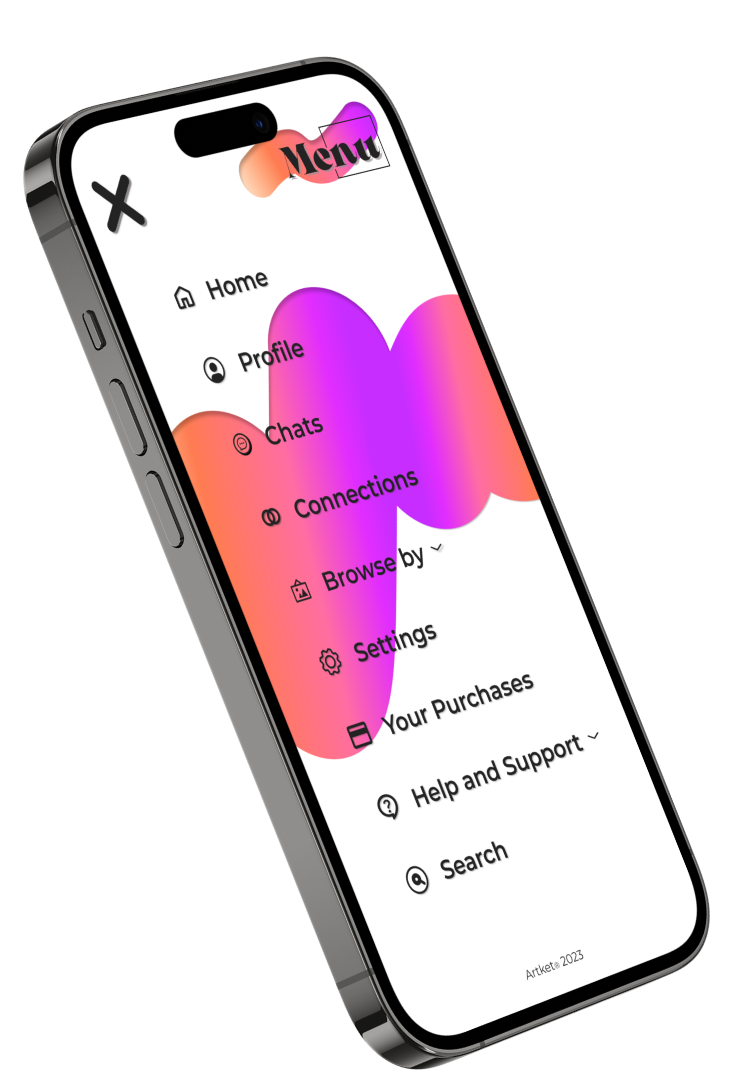 Menu
Home
Profile
Chats
Connections
Browse by
Settings
Your Purchases
Help and Support
Search
Artket® 2023